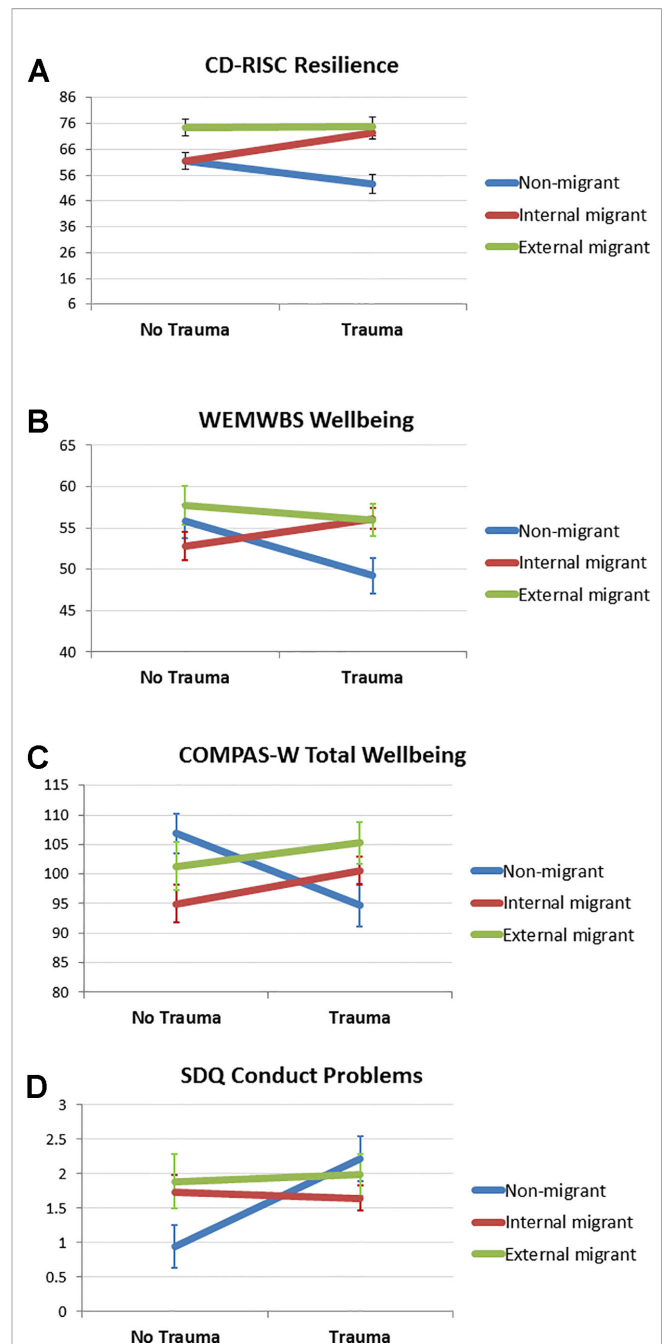 A
CD-RISC Resilience
86
76
66
56
46
36
26
16
6
No Trauma Trauma
Non-migrant
Internal migrant
External migrant
B
WEMWBS Wellbeing
65
60
55
50
45
40
No Trauma Trauma
Non-migrant
Internal migrant
External migrant
C
COMPAS-W Total Wellbeing
115
110
105
100
95
90
85
80
No Trauma Trauma
Non-migrant
Internal migrant
External migrant
D
SDQ Conduct Problems
3
2.5
2
1.5
1
0.5
0
No Trauma Trauma
Non-migrant
Internal migrant
External migrant